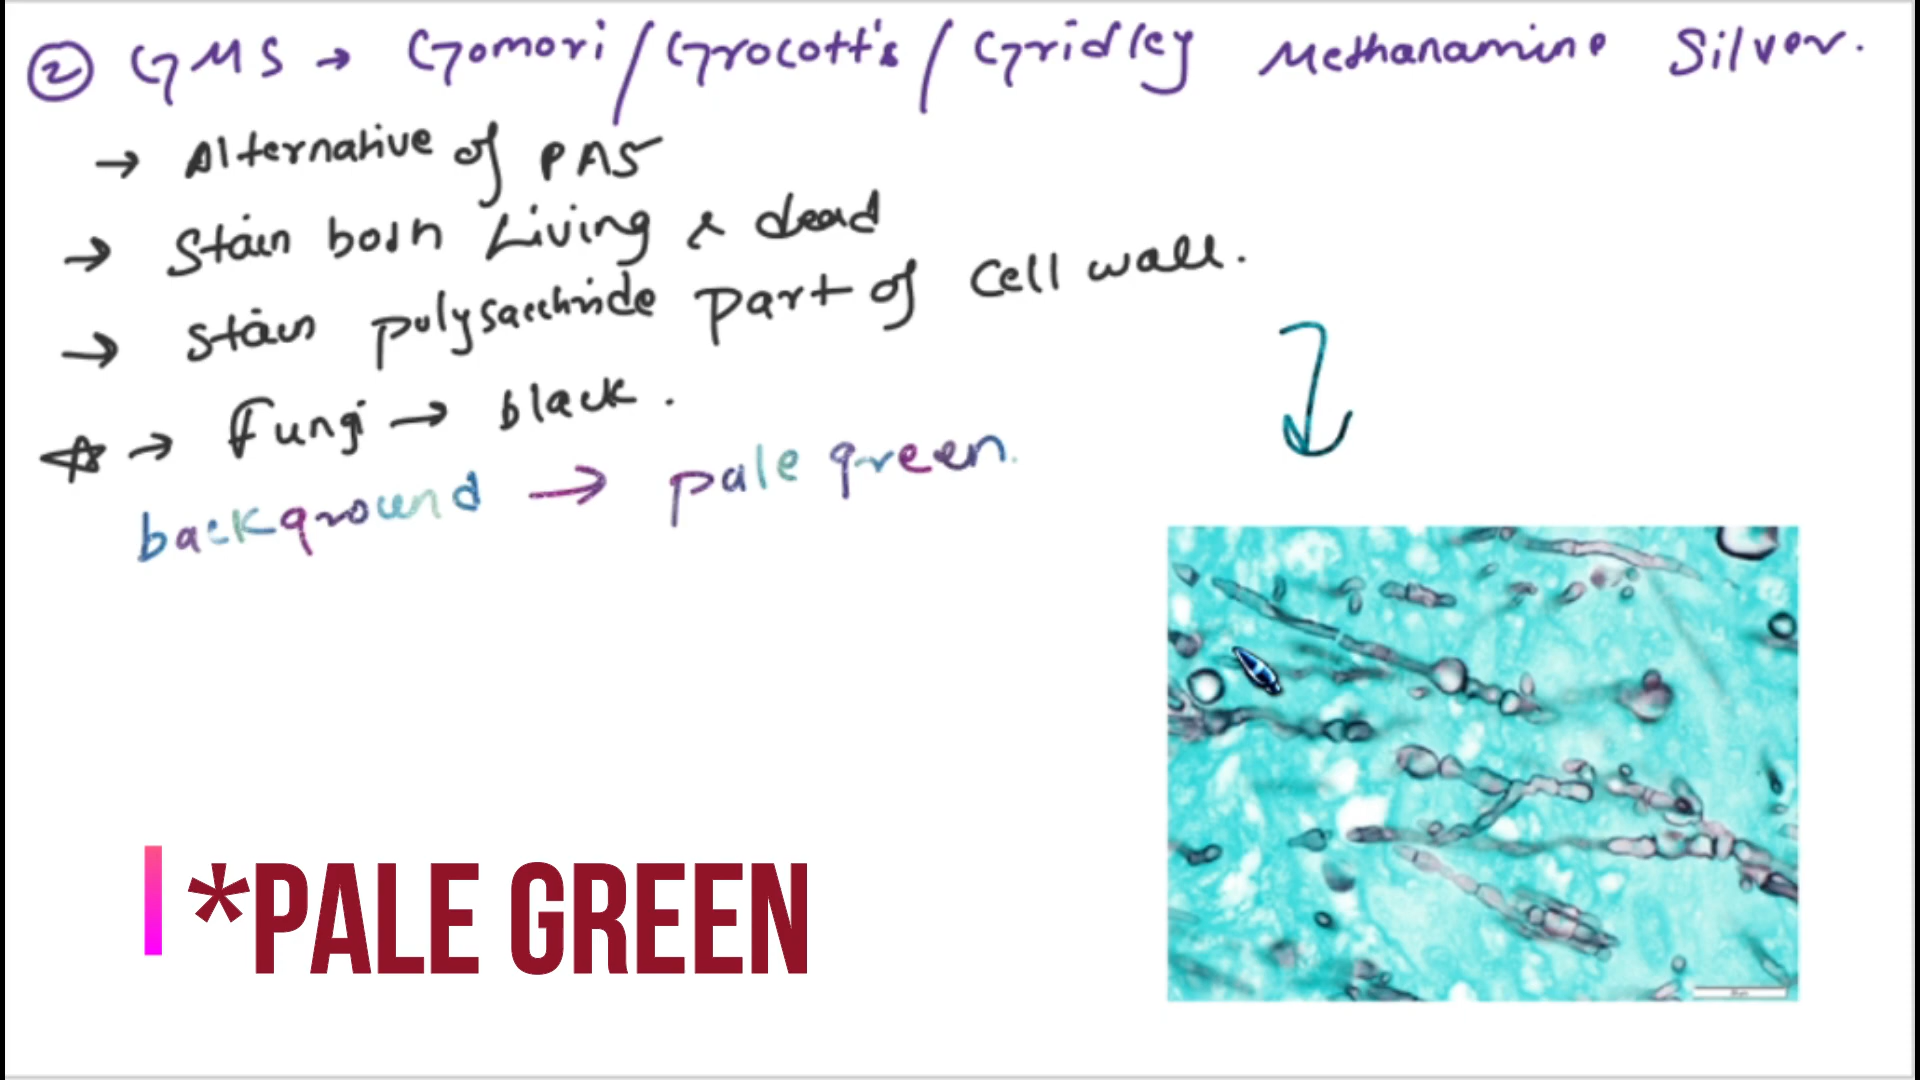 ② GMS → Gomori/Grocott's/Gridley Methanamine Silver.
→ Alternative of PAS
→ Stain both Living & dead
→ Stain polysacchride part of cell wall.
☆ → Fungi → black.
background → pale green.
*PALE GREEN